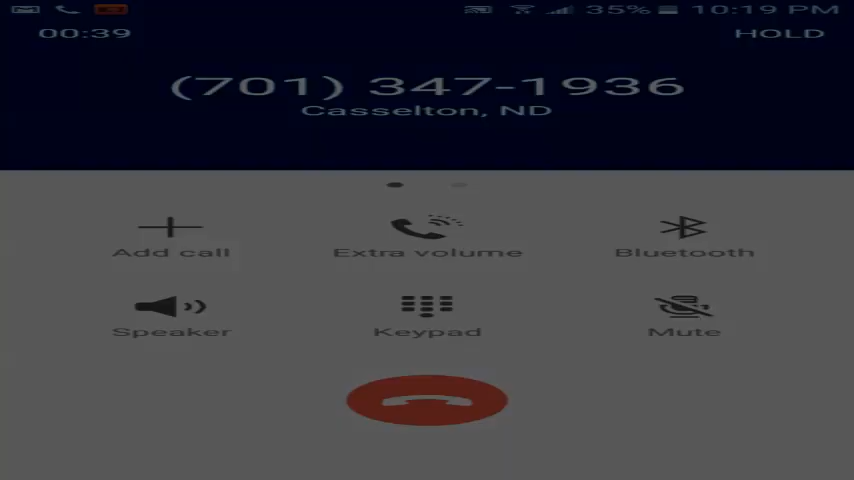 35% 10:19 PM
00:39 HOLD
(701) 347-1936
Casselton, ND
Add call Extra volume Bluetooth
Speaker Keypad Mute